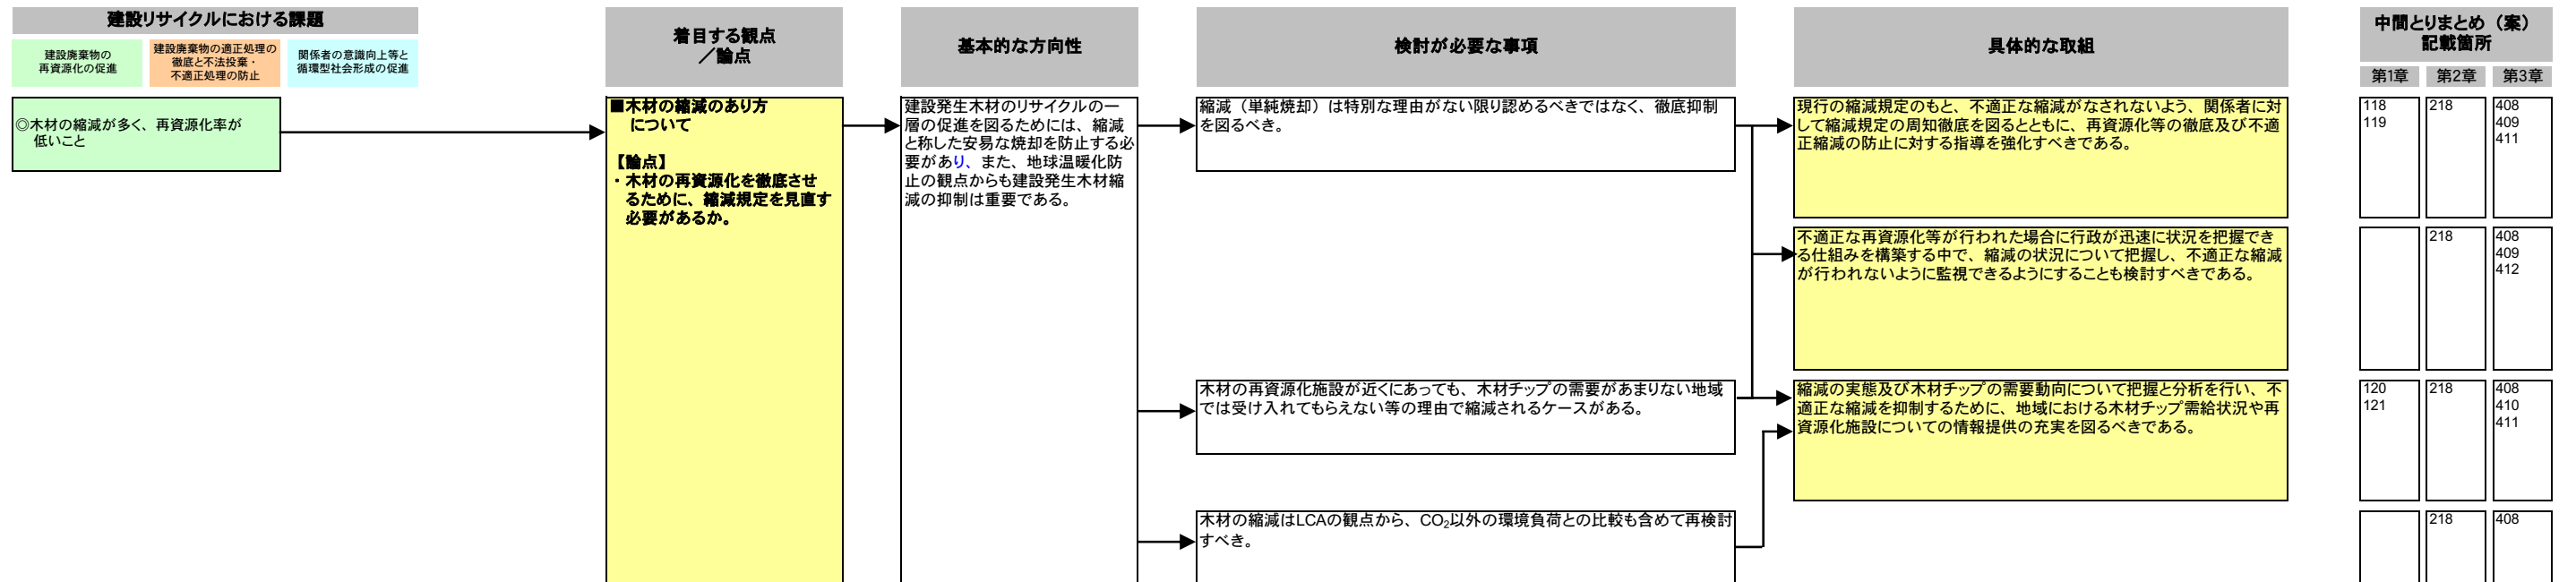 建設リサイクルにおける課題
建設廃棄物の
再資源化の促進
建設廃棄物の適正処理の
徹底と不法投棄・
不適正処理の防止
関係者の意識向上等と
循環型社会形成の促進
着目する観点
／論点
基本的な方向性
検討が必要な事項
具体的な取組
中間とりまとめ（案）
記載箇所
第1章
第2章
第3章
◎木材の縮減が多く、再資源化率が
低いこと
■木材の縮減のあり方
について
【論点】
・木材の再資源化を徹底させ
るために、縮減規定を見直す
必要があるか。
建設発生木材のリサイクルの一
層の促進を図るためには、縮減
と称した安易な焼却を防止する必
要があり、また、地球温暖化防
止の観点からも建設発生木材縮
減の抑制は重要である。
縮減（単純焼却）は特別な理由がない限り認めるべきではなく、徹底抑制
を図るべき。
現行の縮減規定のもと、不適正な縮減がなされないよう、関係者に対
して縮減規定の周知徹底を図るとともに、再資源化等の徹底及び不適
正縮減の防止に対する指導を強化すべきである。
118
119
218
408
409
411
不適正な再資源化等が行われた場合に行政が迅速に状況を把握でき
る仕組みを構築する中で、縮減の状況について把握し、不適正な縮減
が行われないように監視できるようにすることも検討すべきである。
218
408
409
412
木材の再資源化施設が近くにあっても、木材チップの需要があまりない地域
では受け入れてもらえない等の理由で縮減されるケースがある。
縮減の実態及び木材チップの需要動向について把握と分析を行い、不
適正な縮減を抑制するために、地域における木材チップ需給状況や再
資源化施設についての情報提供の充実を図るべきである。
120
121
218
408
410
411
木材の縮減はLCAの観点から、CO₂以外の環境負荷との比較も含めて再検討
すべき。
218
408